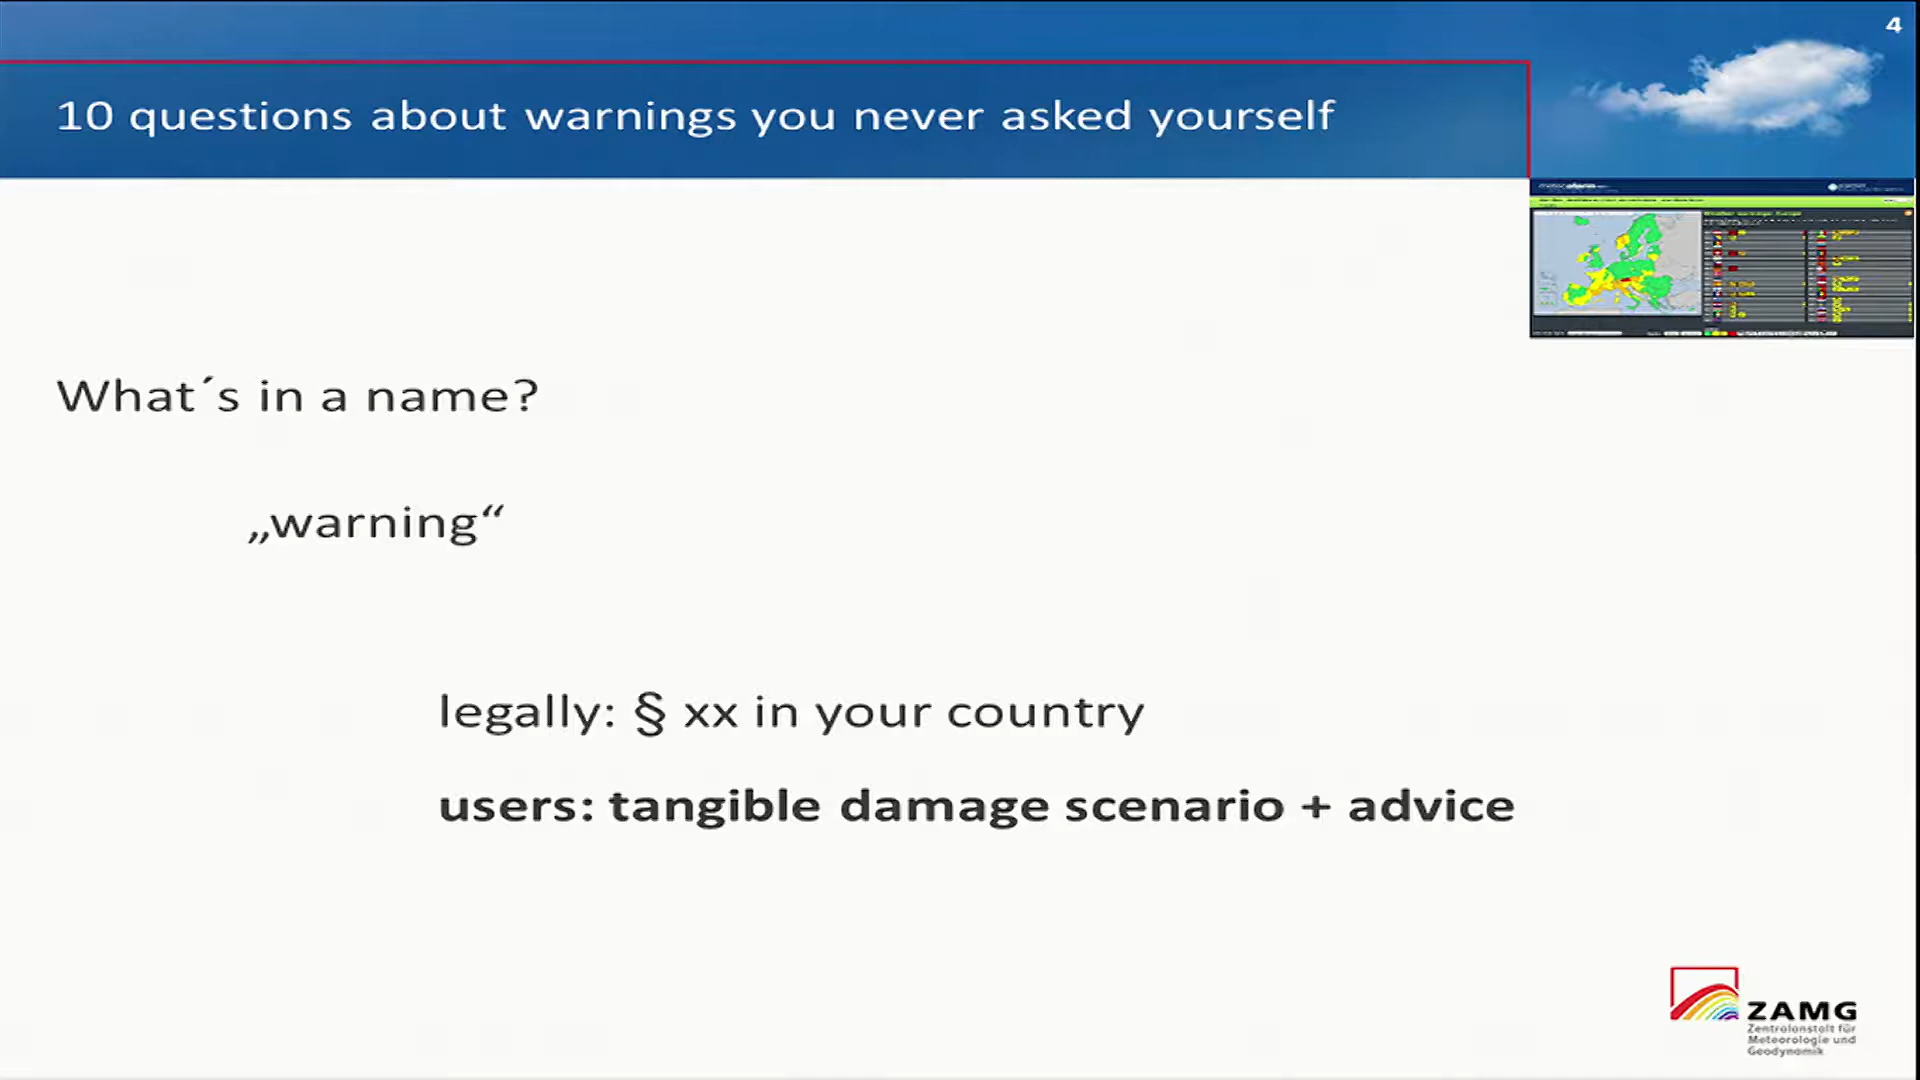 4
10 questions about warnings you never asked yourself
What´s in a name?
„warning“
legally: § xx in your country
users: tangible damage scenario + advice
ZAMG
Zentralanstalt für
Meteorologie und
Geodynamik